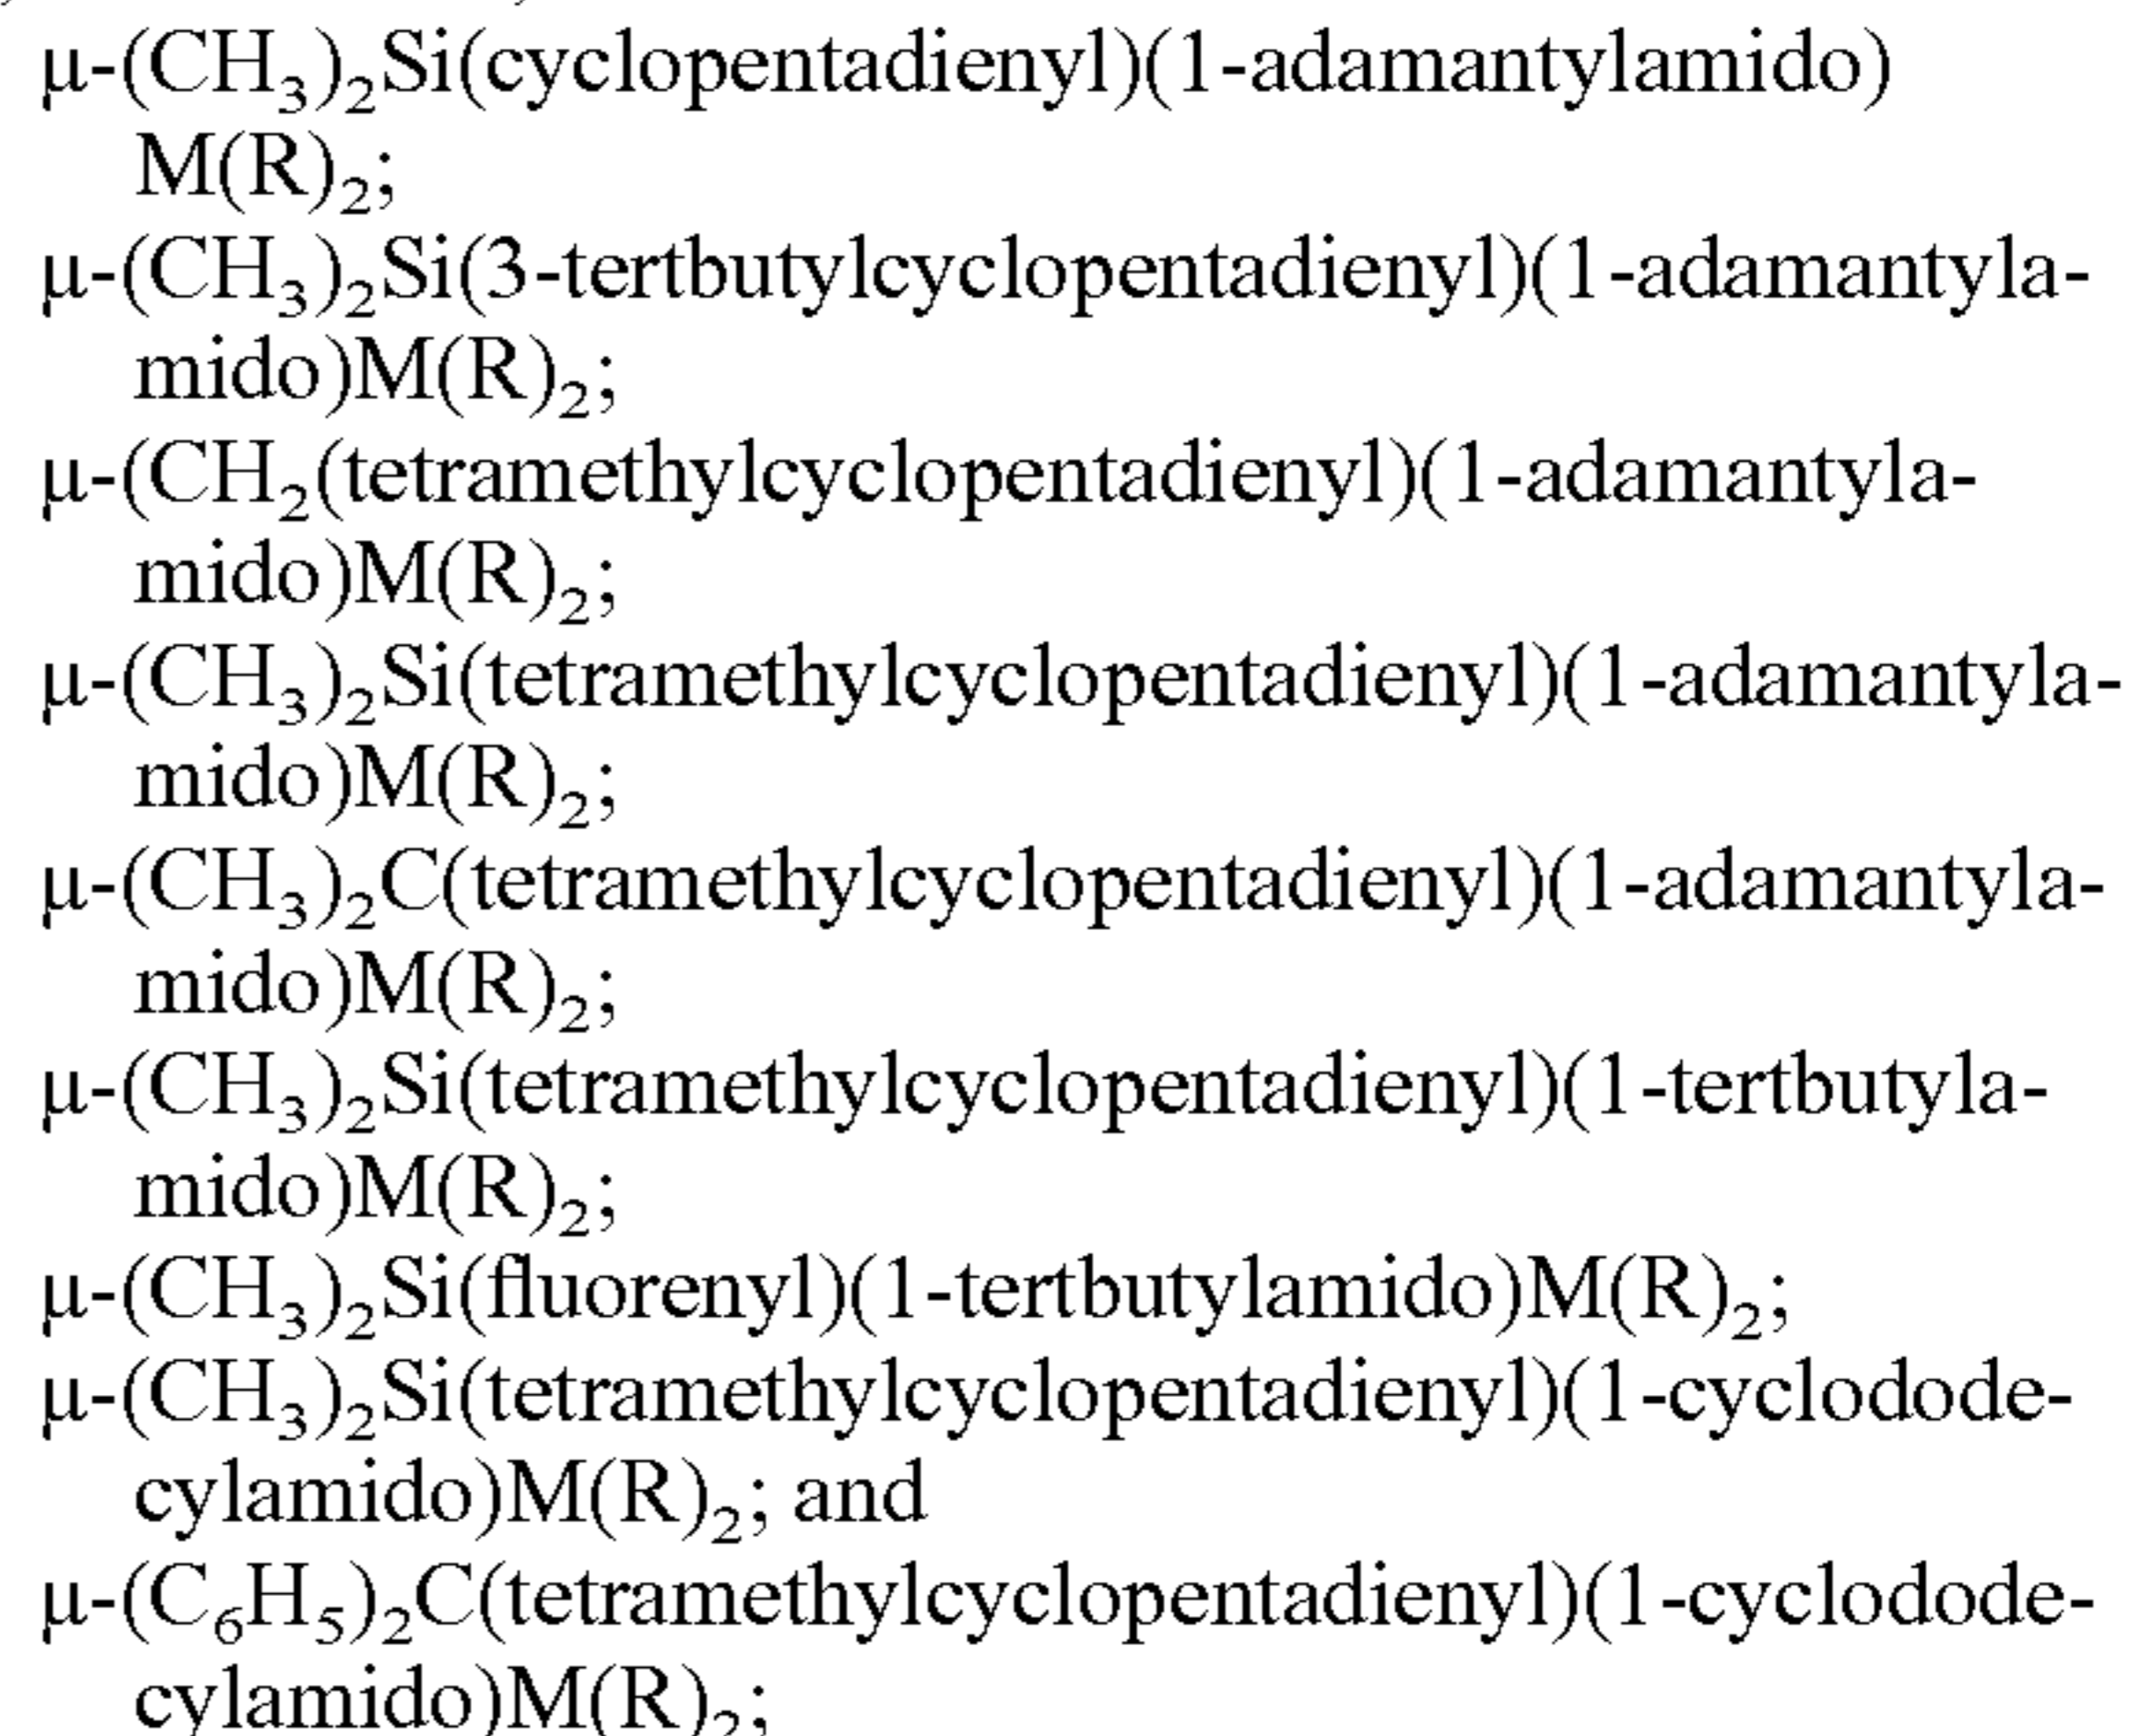 μ-(CH₃)₂Si(cyclopentadienyl)(1-adamantylamido)
M(R)₂;
μ-(CH₃)₂Si(3-tertbutylcyclopentadienyl)(1-adamantyla-
mido)M(R)₂;
μ-(CH₂(tetramethylcyclopentadienyl)(1-adamantyla-
mido)M(R)₂;
μ-(CH₃)₂Si(tetramethylcyclopentadienyl)(1-adamantyla-
mido)M(R)₂;
μ-(CH₃)₂C(tetramethylcyclopentadienyl)(1-adamantyla-
mido)M(R)₂;
μ-(CH₃)₂Si(tetramethylcyclopentadienyl)(1-tertbutyla-
mido)M(R)₂;
μ-(CH₃)₂Si(fluorenyl)(1-tertbutylamido)M(R)₂;
μ-(CH₃)₂Si(tetramethylcyclopentadienyl)(1-cyclodode-
cylamido)M(R)₂; and
μ-(C₆H₅)₂C(tetramethylcyclopentadienyl)(1-cyclodode-
cylamido)M(R)₂;